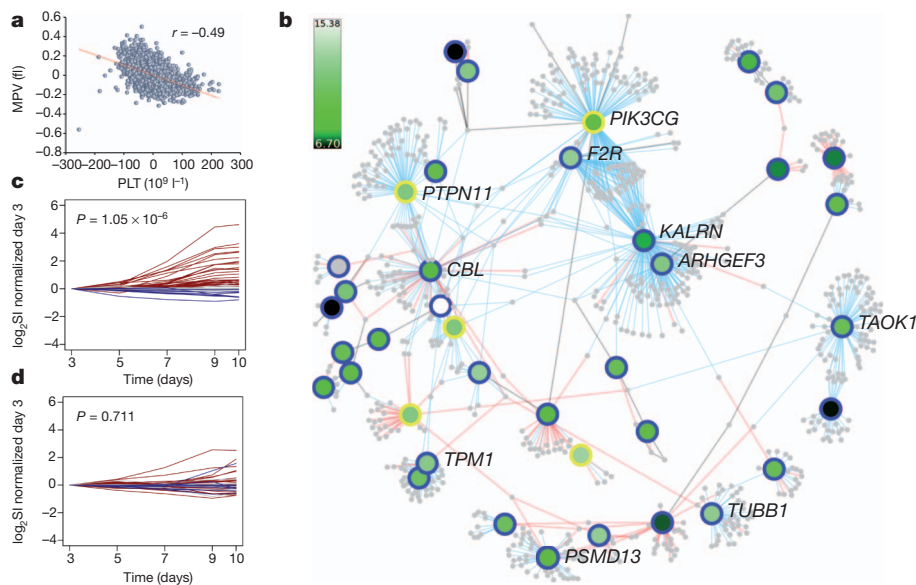 a
MPV (fl)
0.6
0.4
0.2
0
−0.2
−0.4
−0.6
−0.8
r = −0.49
−300 −200 −100 0 100 200 300
PLT (10⁹ l⁻¹)
b
15.38
6.70
PIK3CG
F2R
PTPN11
KALRN
ARHGEF3
CBL
TAOK1
TPM1
TUBB1
PSMD13
c
log₂SI normalized day 3
6
4
2
0
−2
−4
P = 1.05 × 10⁻⁶
3 5 7 9 10
Time (days)
d
log₂SI normalized day 3
6
4
2
0
−2
−4
P = 0.711
3 5 7 9 10
Time (days)